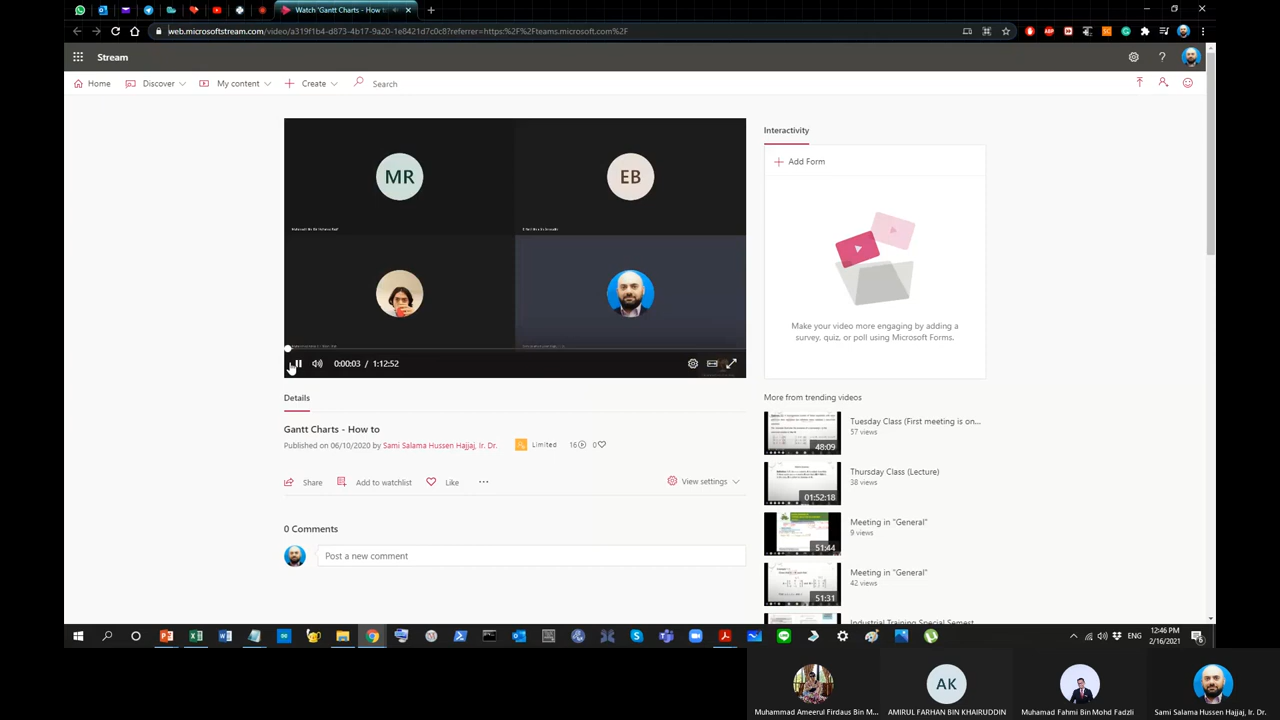 Watch 'Gantt Charts - How t
web.microsoftstream.com/video/a319f1b4-d873-4b17-9a20-1e8421d7c0c8?referrer=https:%2F%2Fteams.microsoft.com%2F
Stream
Home
Discover
My content
Create
Search
MR
EB
0:00:03 / 1:12:52
Interactivity
Add Form
Make your video more engaging by adding a
survey, quiz, or poll using Microsoft Forms.
Details
Gantt Charts - How to
Published on 06/10/2020 by Sami Salama Hussen Hajjaj, Ir. Dr.
Limited
16
0
Share
Add to watchlist
Like
View settings
0 Comments
Post a new comment
More from trending videos
Tuesday Class (First meeting is on...
57 views
48:09
Thursday Class (Lecture)
38 views
01:52:18
Meeting in "General"
9 views
51:44
Meeting in "General"
42 views
51:31
Industrial Training Special Semest
ENG
12:46 PM
2/16/2021
AK
Muhammad Ameerul Firdaus Bin M...
AMIRUL FARHAN BIN KHAIRUDDIN
Muhamad Fahmi Bin Mohd Fadzli
Sami Salama Hussen Hajjaj, Ir. Dr.